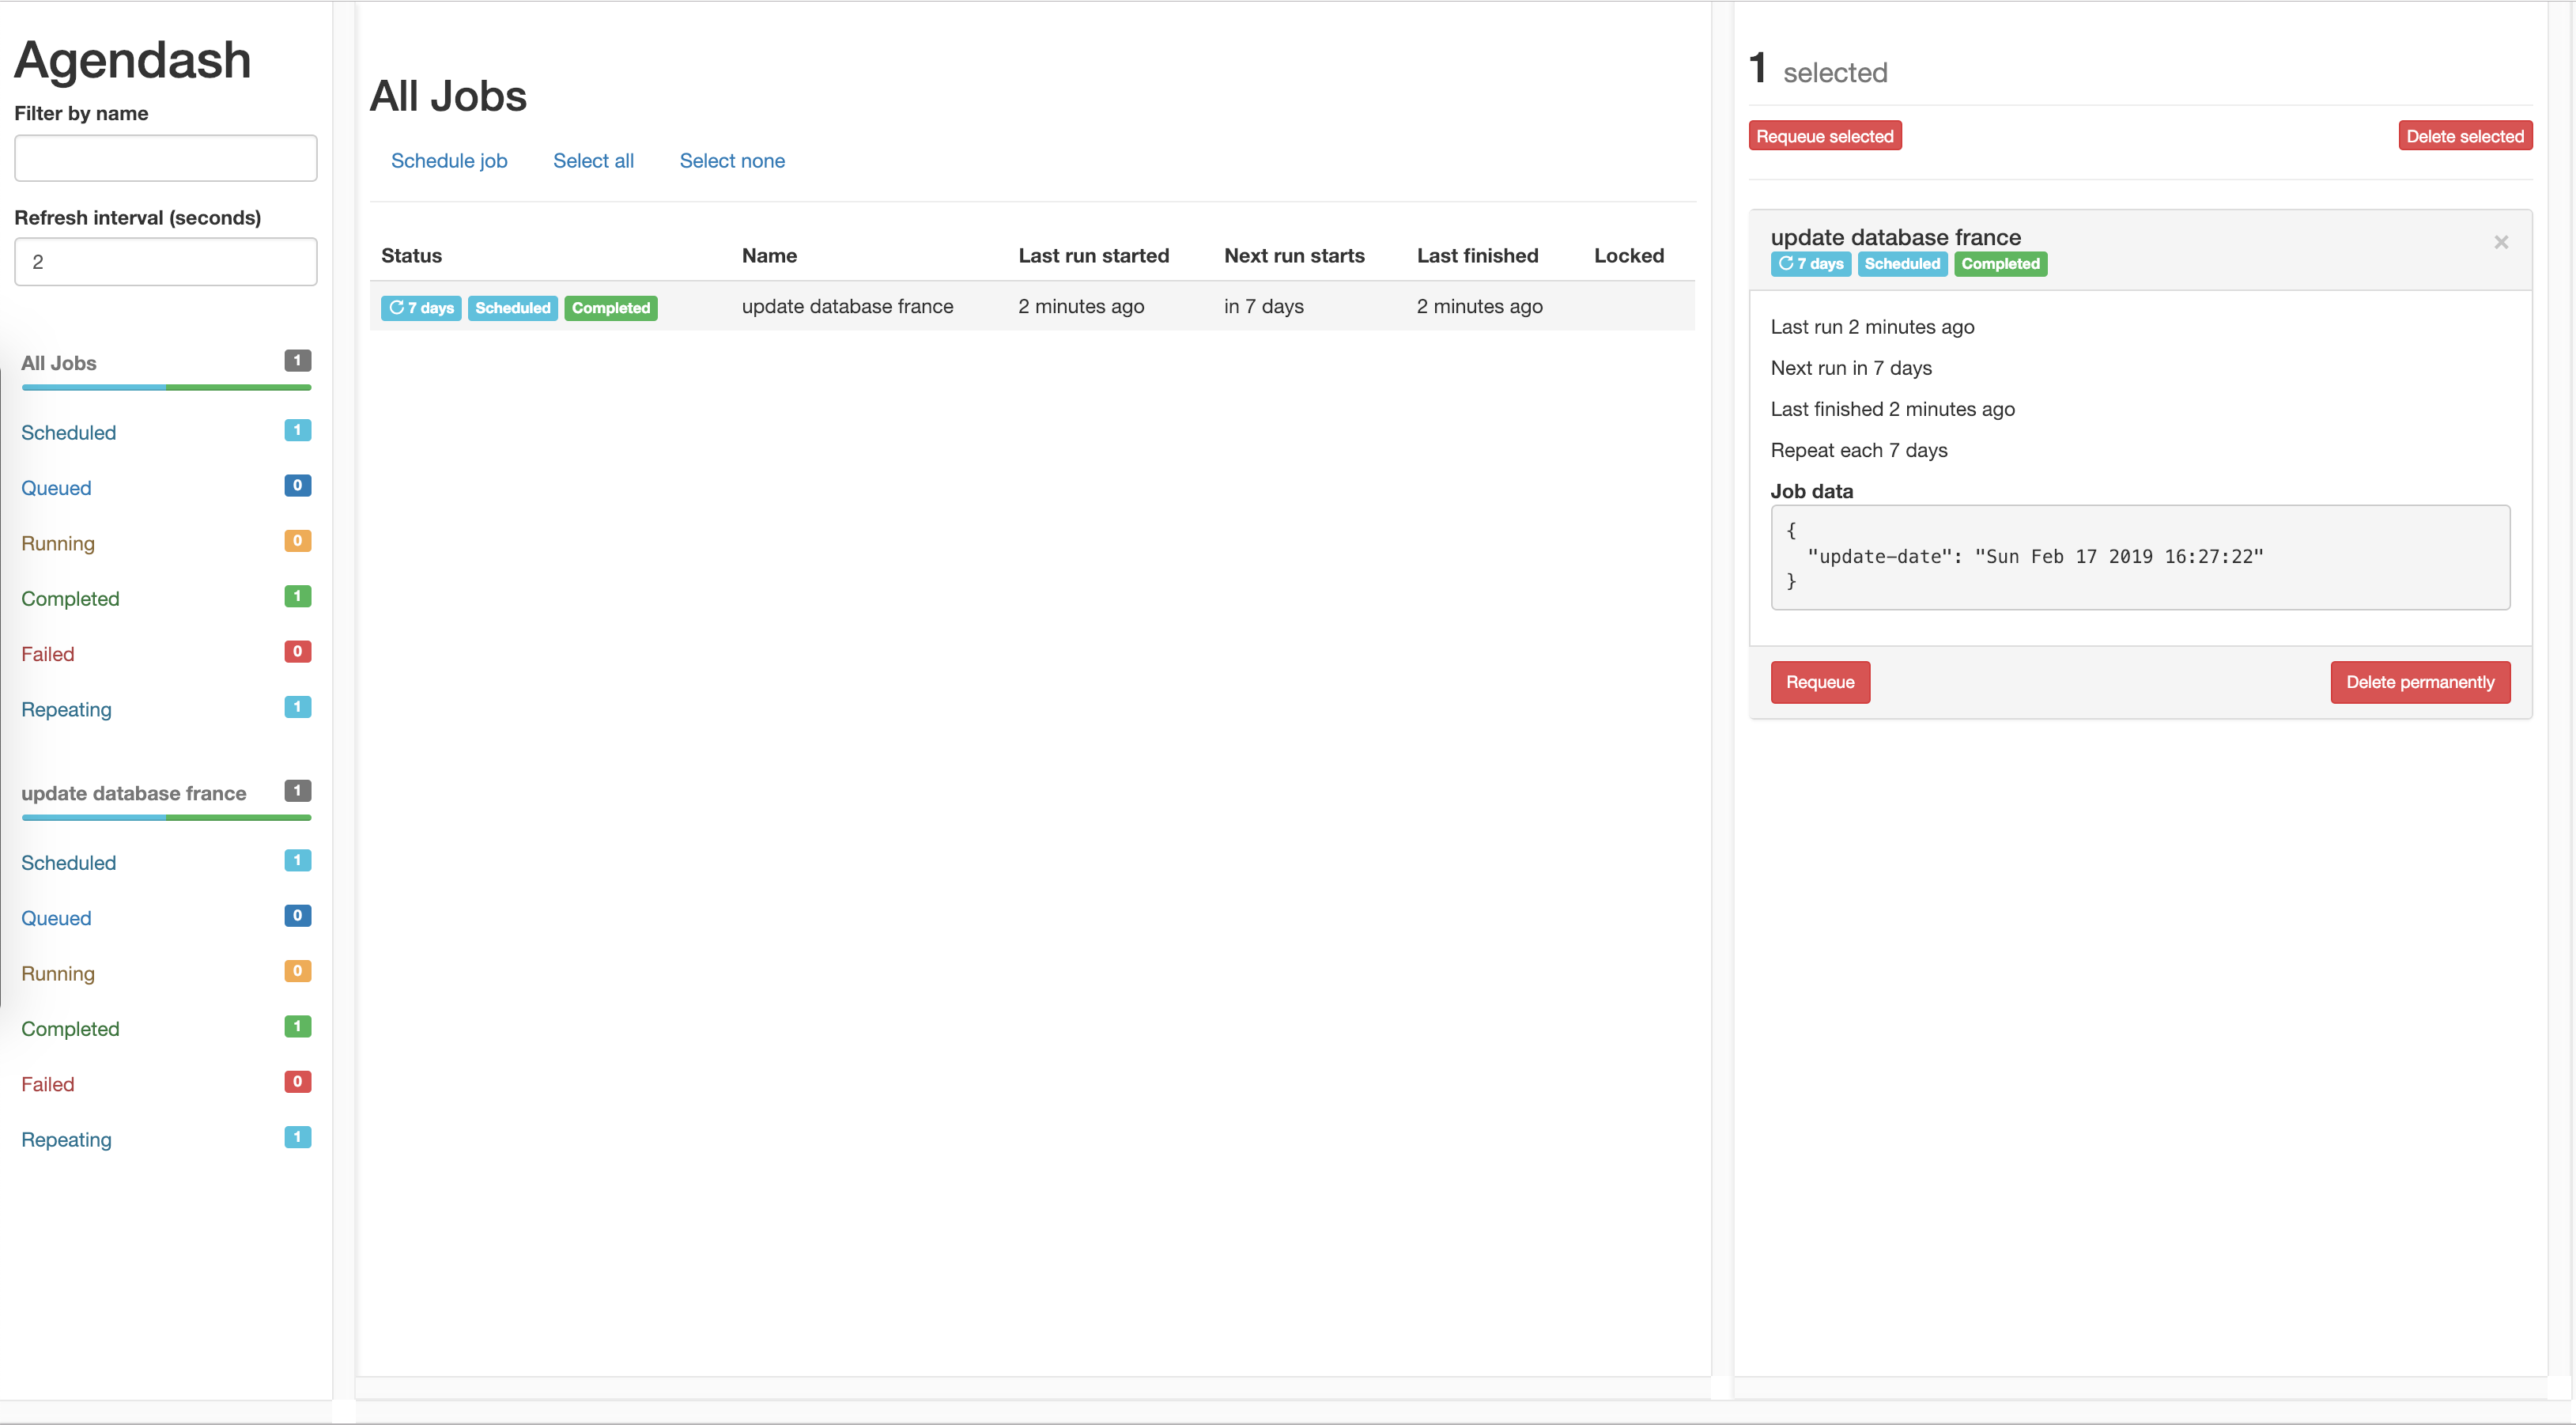 Agendash
Filter by name
Refresh interval (seconds)
2
All Jobs 1
Scheduled 1
Queued 0
Running 0
Completed 1
Failed 0
Repeating 1
update database france 1
Scheduled 1
Queued 0
Running 0
Completed 1
Failed 0
Repeating 1
All Jobs
Schedule job Select all Select none
Status Name Last run started Next run starts Last finished Locked
7 days Scheduled Completed update database france 2 minutes ago in 7 days 2 minutes ago
1 selected
Requeue selected Delete selected
update database france ×
7 days Scheduled Completed
Last run 2 minutes ago
Next run in 7 days
Last finished 2 minutes ago
Repeat each 7 days
Job data
{
"update-date": "Sun Feb 17 2019 16:27:22"
}
Requeue Delete permanently